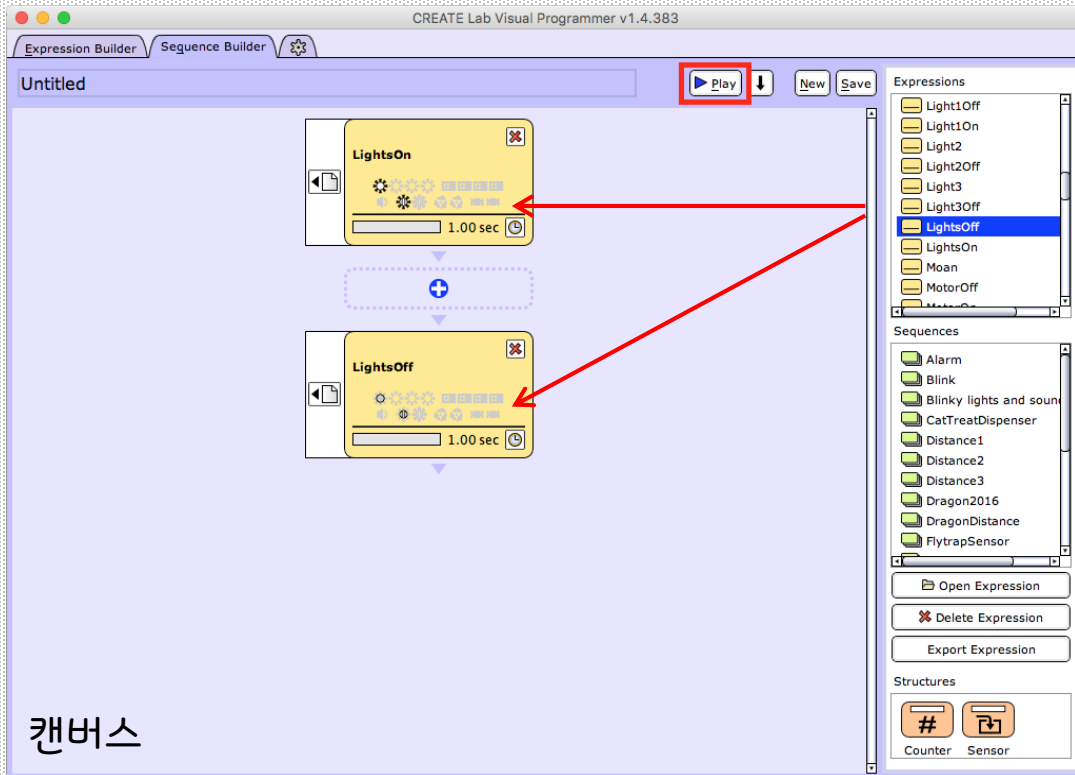 CREATE Lab Visual Programmer v1.4.383
Expression Builder
Sequence Builder
Untitled
Play
New
Save
LightsOn
1.00 sec
LightsOff
1.00 sec
캔버스
Expressions
Light1Off
Light1On
Light2
Light2Off
Light3
Light3Off
LightsOff
LightsOn
Moan
MotorOff
Sequences
Alarm
Blink
Blinky lights and soun
CatTreatDispenser
Distance1
Distance2
Distance3
Dragon2016
DragonDistance
FlytrapSensor
Open Expression
Delete Expression
Export Expression
Structures
#
Counter
Sensor